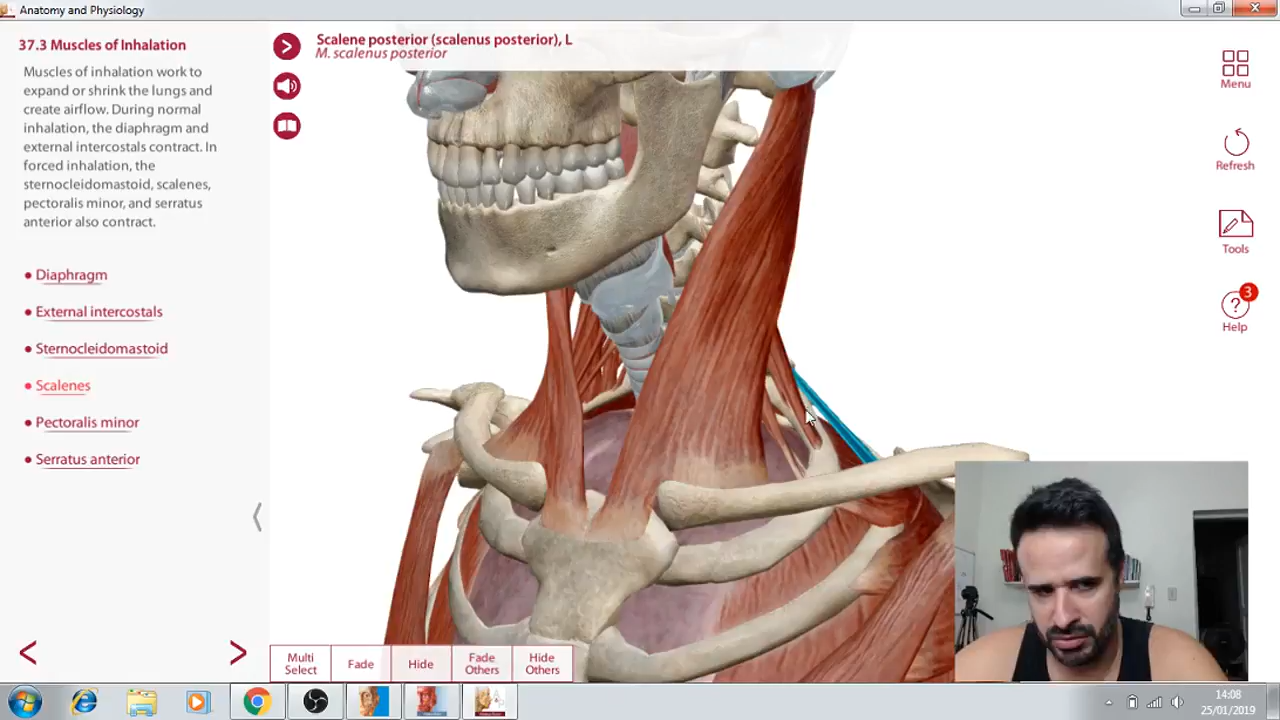 Anatomy and Physiology
37.3 Muscles of Inhalation
Muscles of inhalation work to
expand or shrink the lungs and
create airflow. During normal
inhalation, the diaphragm and
external intercostals contract. In
forced inhalation, the
sternocleidomastoid, scalenes,
pectoralis minor, and serratus
anterior also contract.
Diaphragm
External intercostals
Sternocleidomastoid
Scalenes
Pectoralis minor
Serratus anterior
Scalene posterior (scalenus posterior), L
M. scalenus posterior
Menu
Refresh
Tools
3
Help
Multi
Select
Fade
Hide
Fade
Others
Hide
Others
14:08
25/01/2019